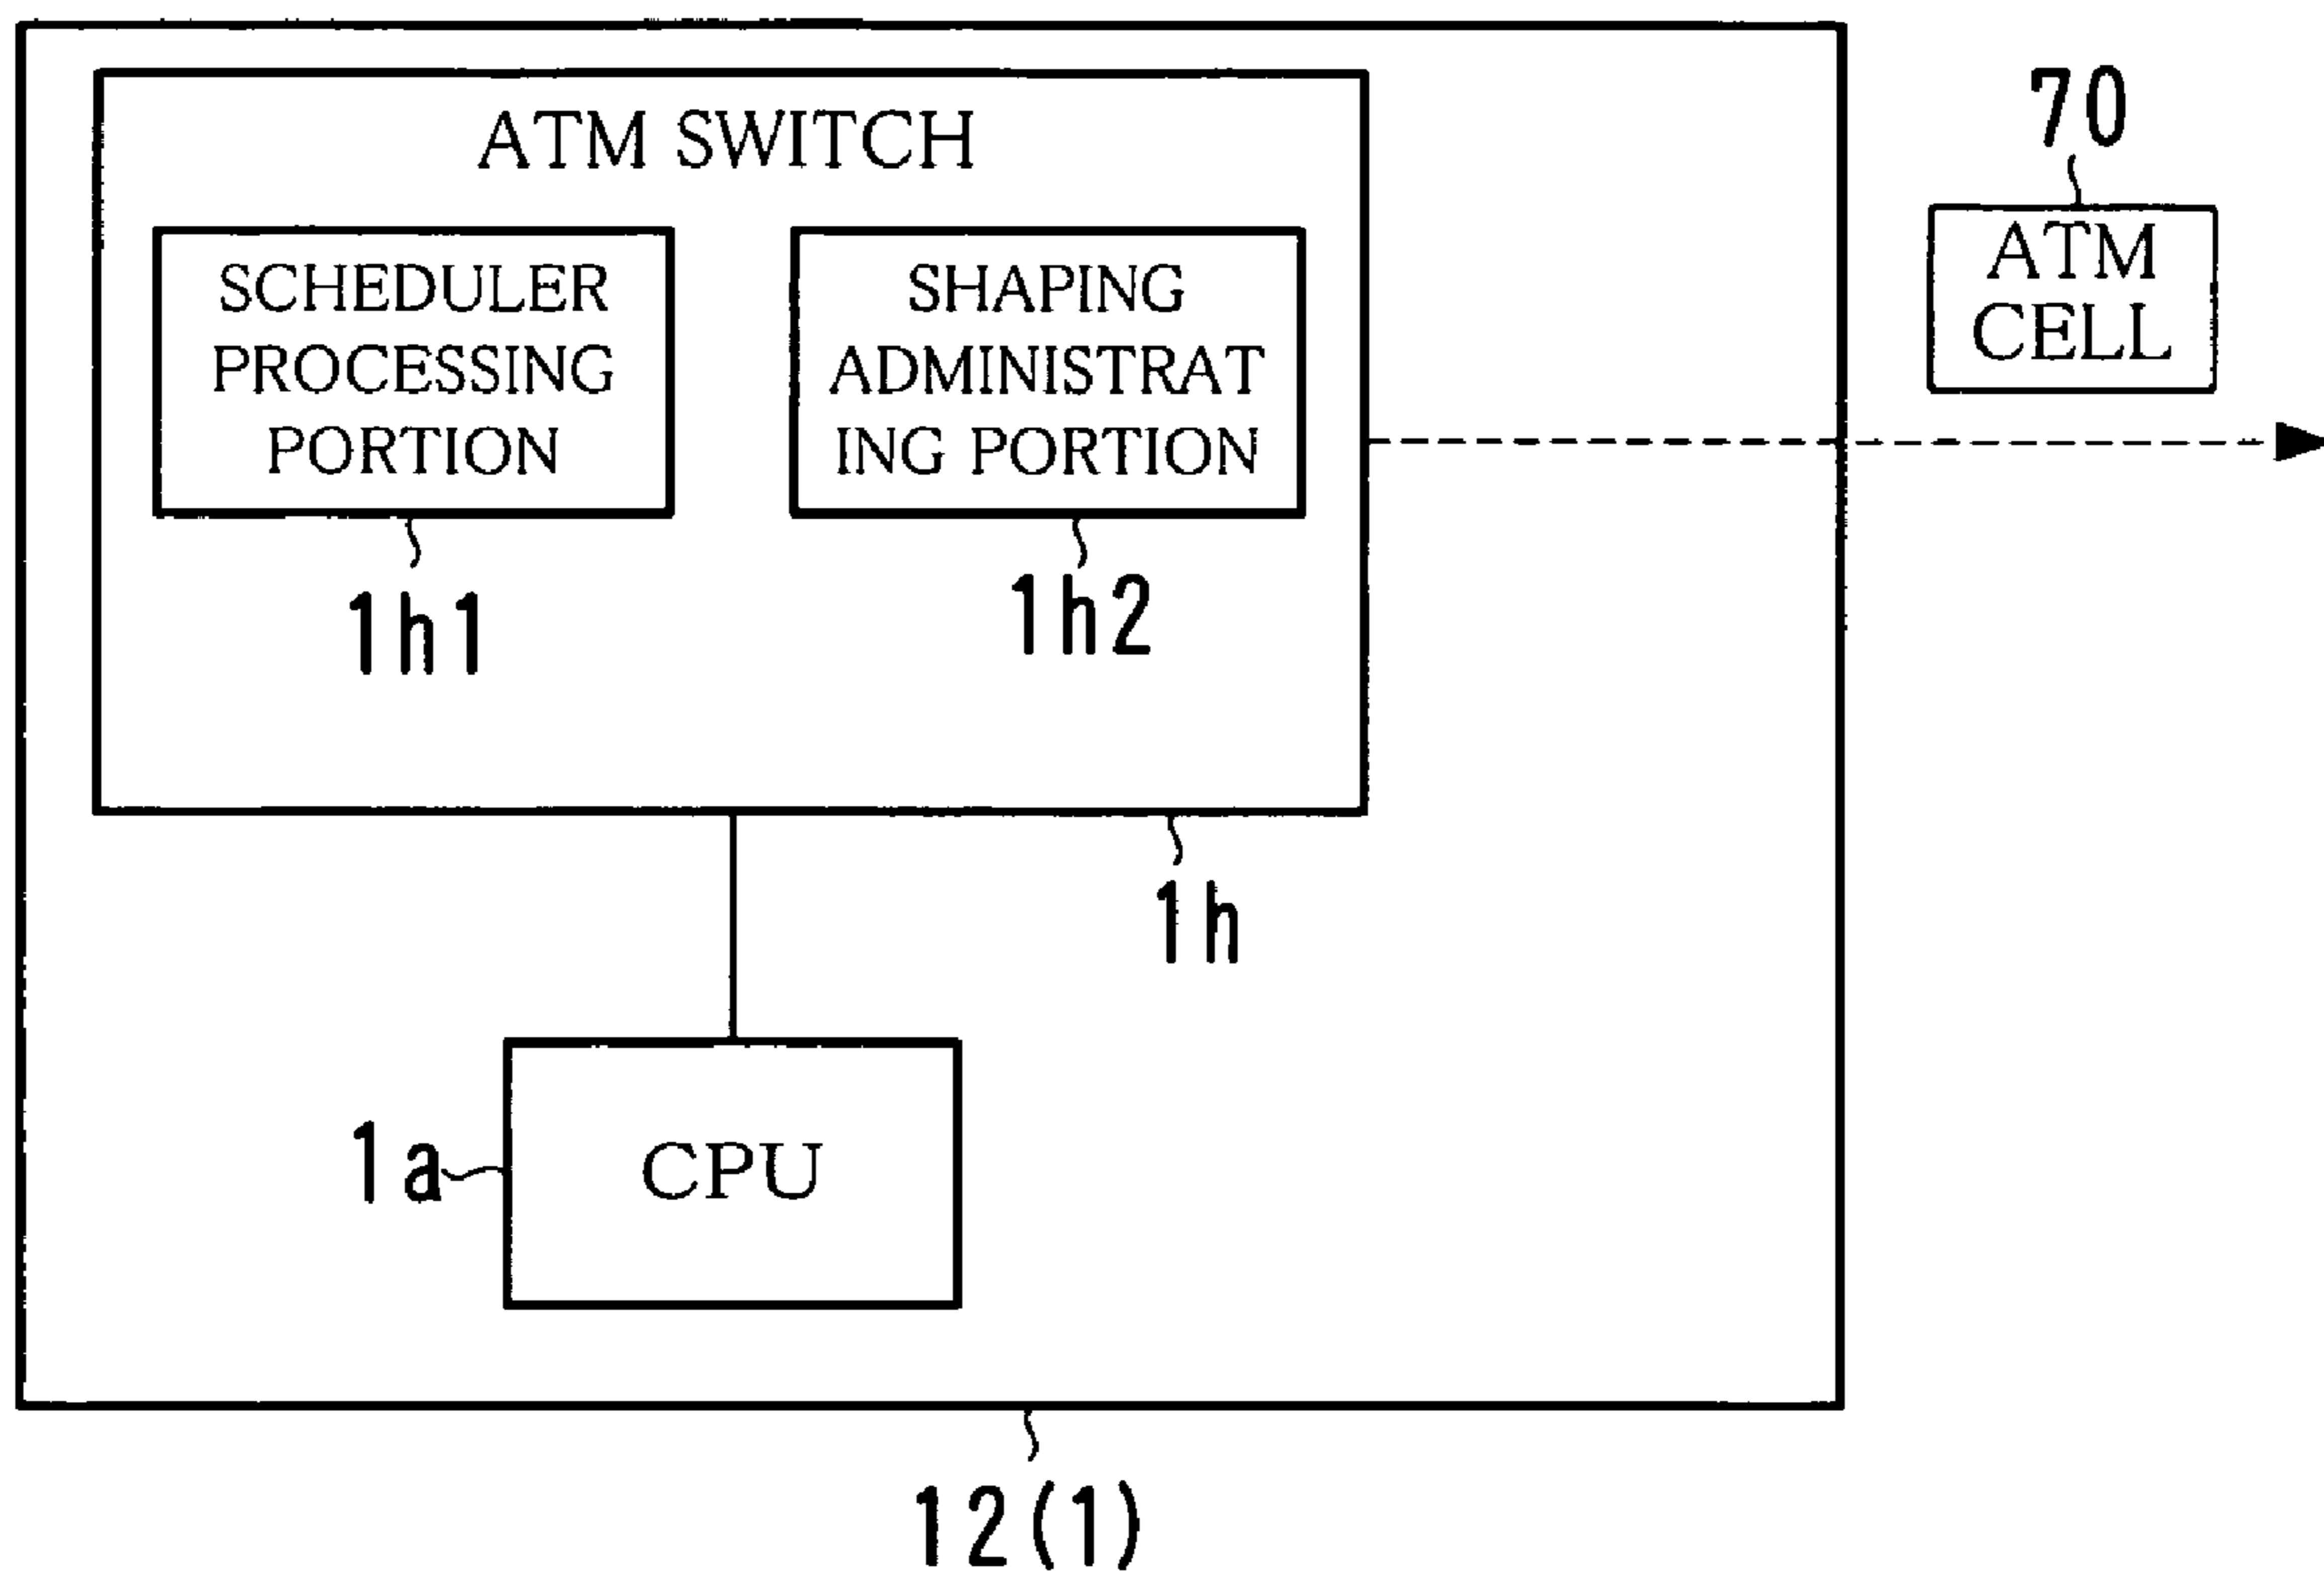 ATM SWITCH
SCHEDULER
PROCESSING
PORTION
1h1
SHAPING
ADMINISTRAT
ING PORTION
1h2
70
ATM
CELL
1h
1a
CPU
12(1)